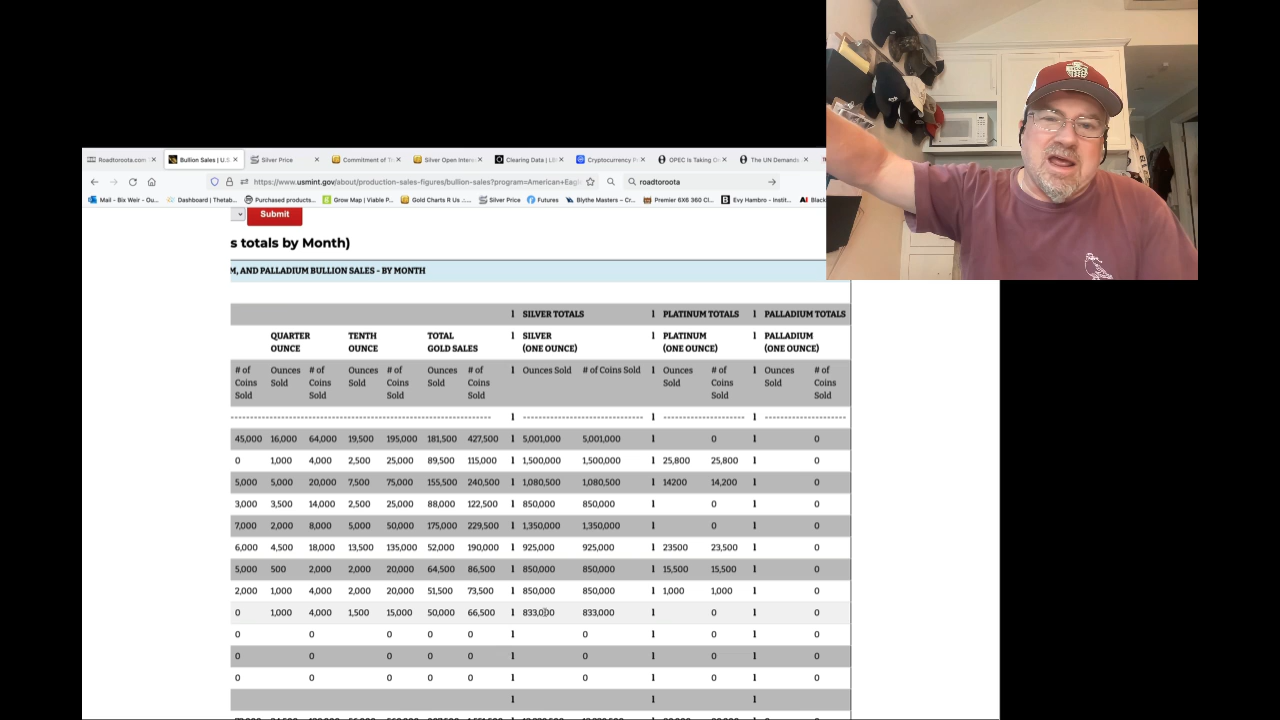 Roadtoroota.com
Bullion Sales | U.S
Silver Price
Commitment of Tr
Silver Open Intere
Clearing Data | L
Cryptocurrency P
OPEC is Taking O
The UN Demands
https://www.usmint.gov/about/production-sales-figures/bullion-sales?program=American+Eagl
roadtoroota
Mail - Bix Weir - Ou...
Dashboard | Thetab...
Purchased products...
Grow Map | Viable P...
Gold Charts R Us ::...
Silver Price
Futures
Blythe Masters – Cr...
Premier 6X6 360 Cl...
Evy Hambro - Instit...
Black
Submit
s totals by Month)
M, AND PALLADIUM BULLION SALES - BY MONTH
l SILVER TOTALS l PLATINUM TOTALS l PALLADIUM TOTALS
QUARTER OUNCE TENTH OUNCE TOTAL GOLD SALES l SILVER (ONE OUNCE) l PLATINUM (ONE OUNCE) l PALLADIUM (ONE OUNCE)
# of Coins Sold Ounces Sold # of Coins Sold Ounces Sold # of Coins Sold Ounces Sold # of Coins Sold l Ounces Sold # of Coins Sold l Ounces Sold # of Coins Sold l Ounces Sold # of Coins Sold
l l l
45,000 16,000 64,000 19,500 195,000 181,500 427,500 l 5,001,000 5,001,000 l 0 l 0
0 1,000 4,000 2,500 25,000 89,500 115,000 l 1,500,000 1,500,000 l 25,800 25,800 l 0
5,000 5,000 20,000 7,500 75,000 155,500 240,500 l 1,080,500 1,080,500 l 14200 14,200 l 0
3,000 3,500 14,000 2,500 25,000 88,000 122,500 l 850,000 850,000 l 0 l 0
7,000 2,000 8,000 5,000 50,000 175,000 229,500 l 1,350,000 1,350,000 l 0 l 0
6,000 4,500 18,000 13,500 135,000 52,000 190,000 l 925,000 925,000 l 23500 23,500 l 0
5,000 500 2,000 2,000 20,000 64,500 86,500 l 850,000 850,000 l 15,500 15,500 l 0
2,000 1,000 4,000 2,000 20,000 51,500 73,500 l 850,000 850,000 l 1,000 1,000 l 0
0 1,000 4,000 1,500 15,000 50,000 66,500 l 833,000 833,000 l 0 l 0
0 0 0 0 0 l 0 l 0 l 0
0 0 0 0 0 l 0 l 0 l 0
0 0 0 0 0 l 0 l 0 l 0
l l l